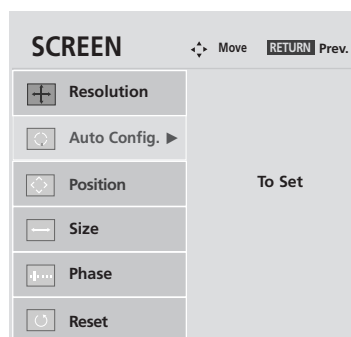 SCREEN Move RETURN Prev.
Resolution
Auto Config. ▶
Position
To Set
Size
Phase
Reset